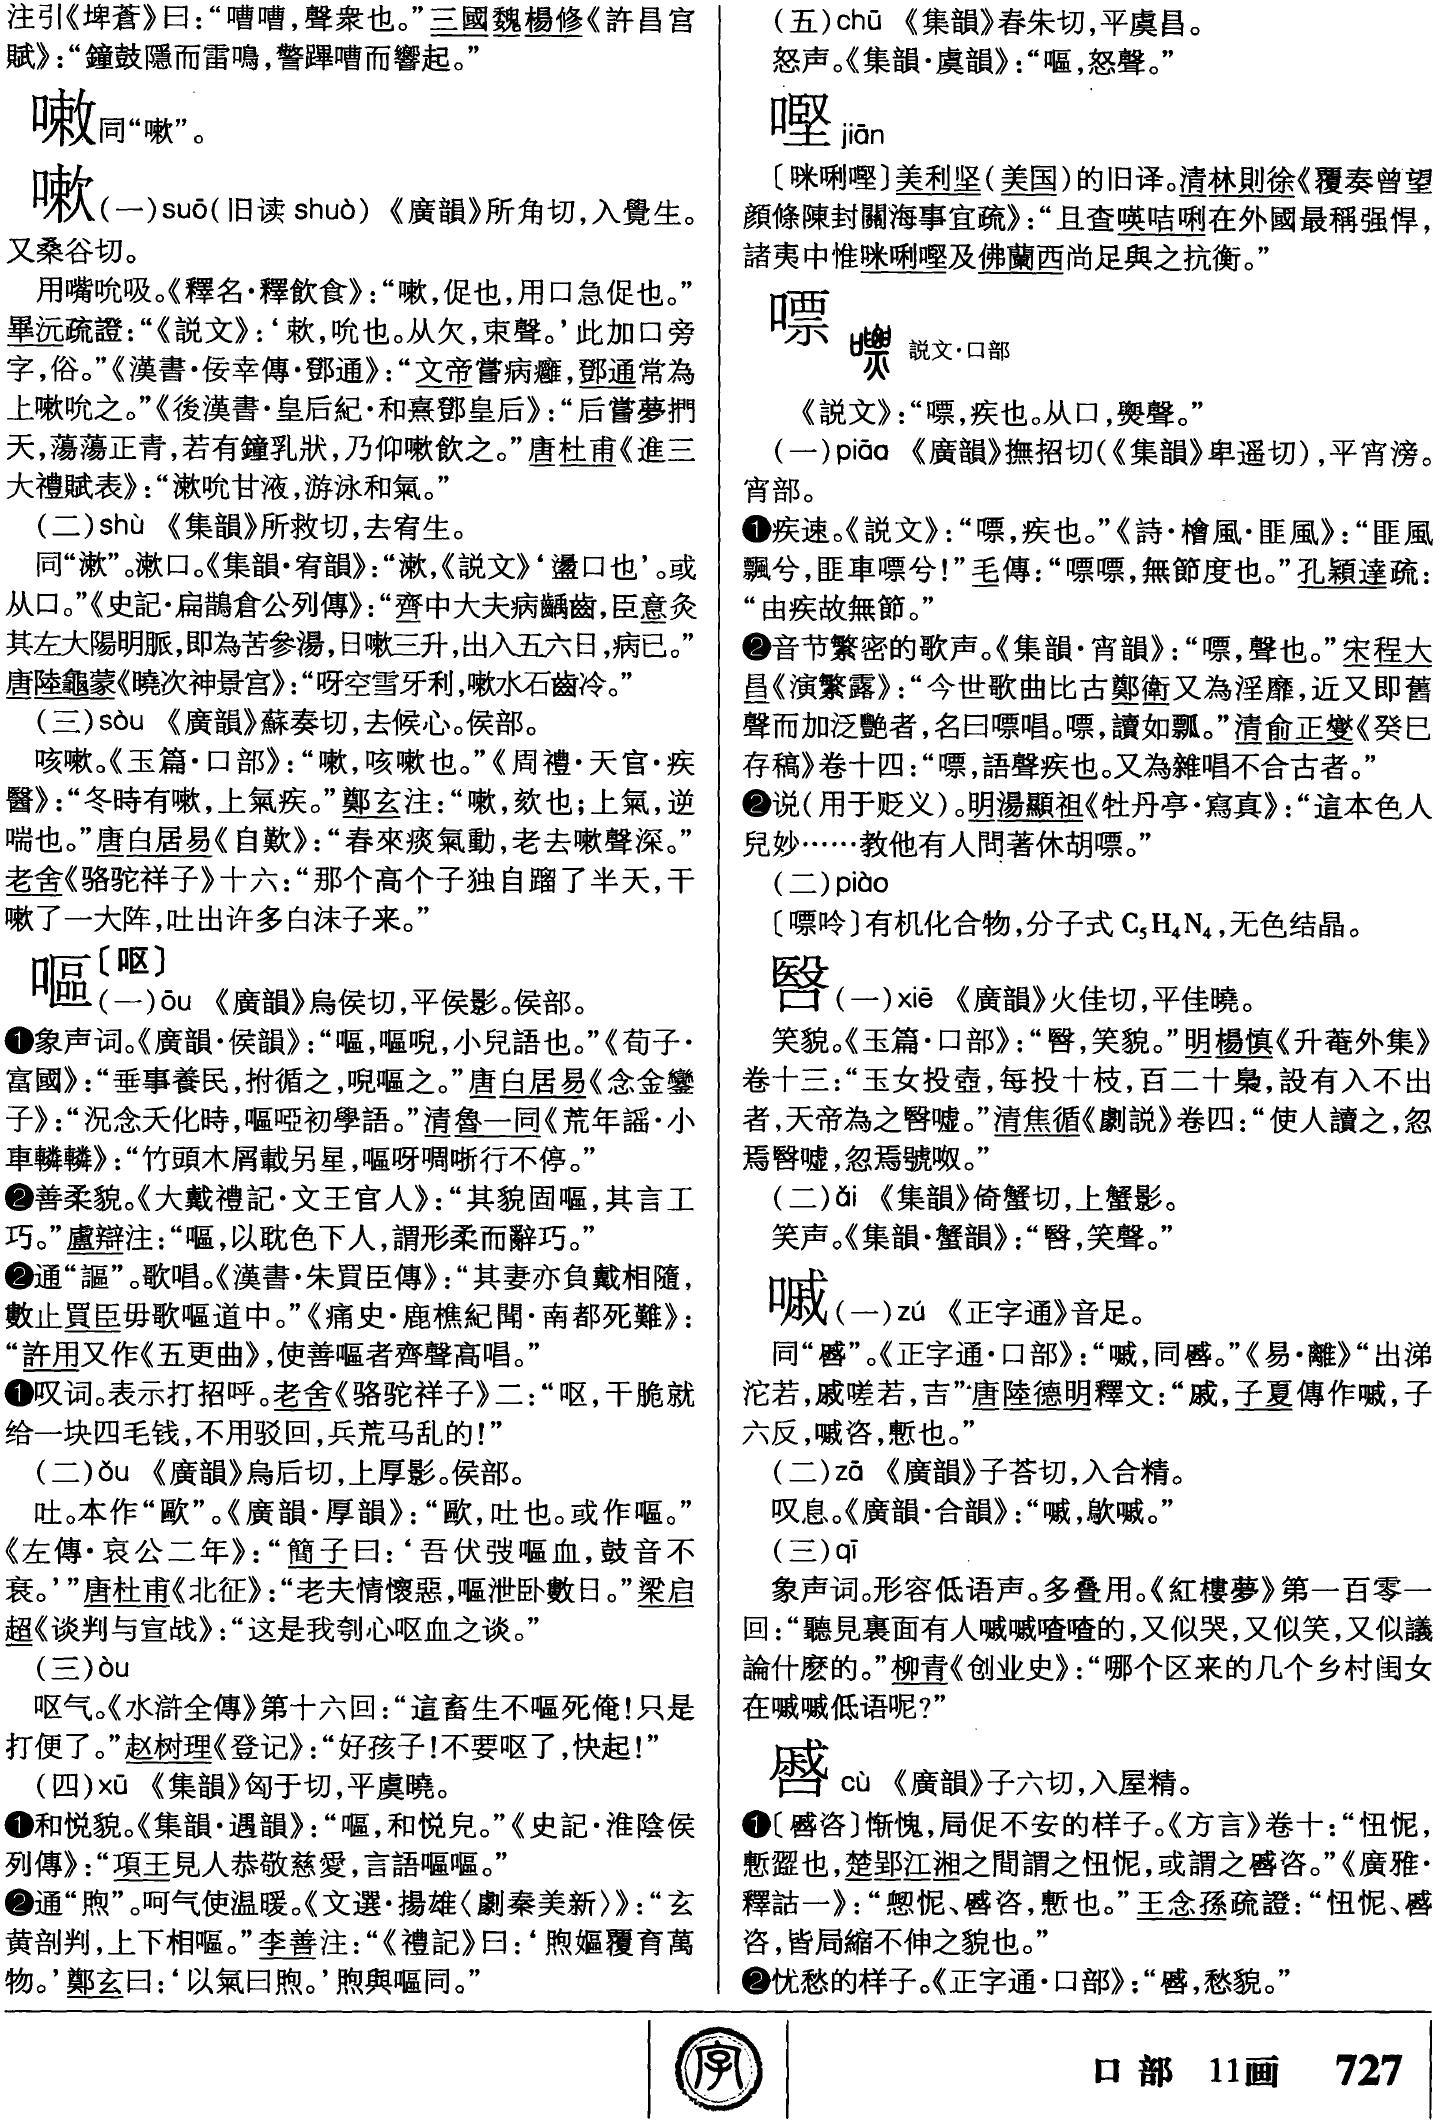 注引《埤蒼》曰：“嘈嘈，聲衆也。”三國魏楊修《許昌宫
賦》：“鐘鼓隱而雷鳴，警蹕嘈而響起。”
嗷同“嗽”。
嗽(一)suō(旧读 shuò) 《廣韻》所角切，入覺生。
又桑谷切。
用嘴吮吸。《釋名·釋飲食》：“嗽，促也，用口急促也。”
畢沅疏證：“《説文》：‘欶，吮也。从欠，束聲。’此加口旁
字，俗。”《漢書·佞幸傳·鄧通》：“文帝嘗病癰，鄧通常為
上嗽吮之。”《後漢書·皇后紀·和熹鄧皇后》：“后嘗夢捫
天，蕩蕩正青，若有鐘乳狀，乃仰嗽飲之。”唐杜甫《進三
大禮賦表》：“漱吮甘液，游泳和氣。”
(二)shù 《集韻》所救切，去宥生。
同“漱”。漱口。《集韻·宥韻》：“漱，《説文》‘盪口也’。或
从口。”《史記·扁鵲倉公列傳》：“齊中大夫病齲齒，臣意灸
其左大陽明脈，即為苦參湯，日嗽三升，出入五六日，病已。”
唐陸龜蒙《曉次神景宫》：“呀空雪牙利，嗽水石齒冷。”
(三)sòu 《廣韻》蘇奏切，去候心。侯部。
咳嗽。《玉篇·口部》：“嗽，咳嗽也。”《周禮·天官·疾
醫》：“冬時有嗽，上氣疾。”鄭玄注：“嗽，欬也；上氣，逆
喘也。”唐白居易《自歎》：“春來痰氣動，老去嗽聲深。”
老舍《骆驼祥子》十六：“那个高个子独自蹓了半天，干
嗽了一大阵，吐出许多白沫子来。”
嘔〔呕〕
(一)ōu 《廣韻》烏侯切，平侯影。侯部。
❶象声词。《廣韻·侯韻》：“嘔，嘔唲，小兒語也。”《荀子·
富國》：“垂事養民，拊循之，唲嘔之。”唐白居易《念金鑾
子》：“況念夭化時，嘔啞初學語。”清魯一同《荒年謡·小
車轔轔》：“竹頭木屑載另星，嘔呀啁哳行不停。”
❷善柔貌。《大戴禮記·文王官人》：“其貌固嘔，其言工
巧。”盧辯注：“嘔，以耽色下人，謂形柔而辭巧。”
❷通“謳”。歌唱。《漢書·朱買臣傳》：“其妻亦負戴相隨，
數止買臣毋歌嘔道中。”《痛史·鹿樵紀聞·南都死難》：
“許用又作《五更曲》，使善嘔者齊聲高唱。”
❶叹词。表示打招呼。老舍《骆驼祥子》二：“呕，干脆就
给一块四毛钱，不用驳回，兵荒马乱的！”
(二)ǒu 《廣韻》烏后切，上厚影。侯部。
吐。本作“歐”。《廣韻·厚韻》：“歐，吐也。或作嘔。”
《左傳·哀公二年》：“簡子曰：‘吾伏弢嘔血，鼓音不
衰。’”唐杜甫《北征》：“老夫情懷惡，嘔泄卧數日。”梁启
超《谈判与宣战》：“这是我刳心呕血之谈。”
(三)òu
呕气。《水滸全傳》第十六回：“這畜生不嘔死俺！只是
打便了。”赵树理《登记》：“好孩子！不要呕了，快起！”
(四)xū 《集韻》匈于切，平虞曉。
❶和悦貌。《集韻·遇韻》：“嘔，和悦皃。”《史記·淮陰侯
列傳》：“項王見人恭敬慈愛，言語嘔嘔。”
❷通“煦”。呵气使温暖。《文選·揚雄〈劇秦美新〉》：“玄
黄剖判，上下相嘔。”李善注：“《禮記》曰：‘煦嫗覆育萬
物。’鄭玄曰：‘以氣曰煦。’煦與嘔同。”
(五)chū 《集韻》春朱切，平虞昌。
怒声。《集韻·虞韻》：“嘔，怒聲。”
㗴jiān
〔咪唎㗴〕美利坚(美国)的旧译。清林則徐《覆奏曾望
顔條陳封關海事宜疏》：“且查㖛咭唎在外國最稱强悍，
諸夷中惟咪唎㗴及佛蘭西尚足與之抗衡。”
嘌 説文·口部
《説文》：“嘌，疾也。从口，㶾聲。”
(一)piāo 《廣韻》撫招切(《集韻》卑遥切)，平宵滂。
宵部。
❶疾速。《説文》：“嘌，疾也。”《詩·檜風·匪風》：“匪風
飄兮，匪車嘌兮！”毛傳：“嘌嘌，無節度也。”孔穎達疏：
“由疾故無節。”
❷音节繁密的歌声。《集韻·宵韻》：“嘌，聲也。”宋程大
昌《演繁露》：“今世歌曲比古鄭衛又為淫靡，近又即舊
聲而加泛艷者，名曰嘌唱。嘌，讀如瓢。”清俞正燮《癸巳
存稿》卷十四：“嘌，語聲疾也。又為雜唱不合古者。”
❷说(用于贬义)。明湯顯祖《牡丹亭·寫真》：“這本色人
兒妙……教他有人問著休胡嘌。”
(二)piào
〔嘌呤〕有机化合物，分子式 C₅H₄N₄，无色结晶。
㗨(一)xiē 《廣韻》火佳切，平佳曉。
笑貌。《玉篇·口部》：“㗨，笑貌。”明楊慎《升菴外集》
卷十三：“玉女投壺，每投十枝，百二十梟，設有入不出
者，天帝為之㗨嘘。”清焦循《劇説》卷四：“使人讀之，忽
焉㗨嘘，忽焉號呶。”
(二)ǎi 《集韻》倚蟹切，上蟹影。
笑声。《集韻·蟹韻》：“㗨，笑聲。”
嘁(一)zú 《正字通》音足。
同“慼”。《正字通·口部》：“嘁，同㗤。”《易·離》“出涕
沱若，戚嗟若，吉”唐陸德明釋文：“戚，子夏傳作嘁，子
六反，嘁咨，慙也。”
(二)zā 《廣韻》子荅切，入合精。
叹息。《廣韻·合韻》：“嘁，歍嘁。”
(三)qī
象声词。形容低语声。多叠用。《紅樓夢》第一百零一
回：“聽見裏面有人嘁嘁喳喳的，又似哭，又似笑，又似議
論什麽的。”柳青《创业史》：“哪个区来的几个乡村闺女
在嘁嘁低语呢？”
㗤cù 《廣韻》子六切，入屋精。
❶〔㗤咨〕惭愧，局促不安的样子。《方言》卷十：“忸怩，
慙歰也，楚郢江湘之間謂之忸怩，或謂之㗤咨。”《廣雅·
釋詁一》：“㤛怩、㗤咨，慙也。”王念孫疏證：“忸怩、㗤
咨，皆局縮不伸之貌也。”
❷忧愁的样子。《正字通·口部》：“㗤，愁貌。”
字
口部 11画 727